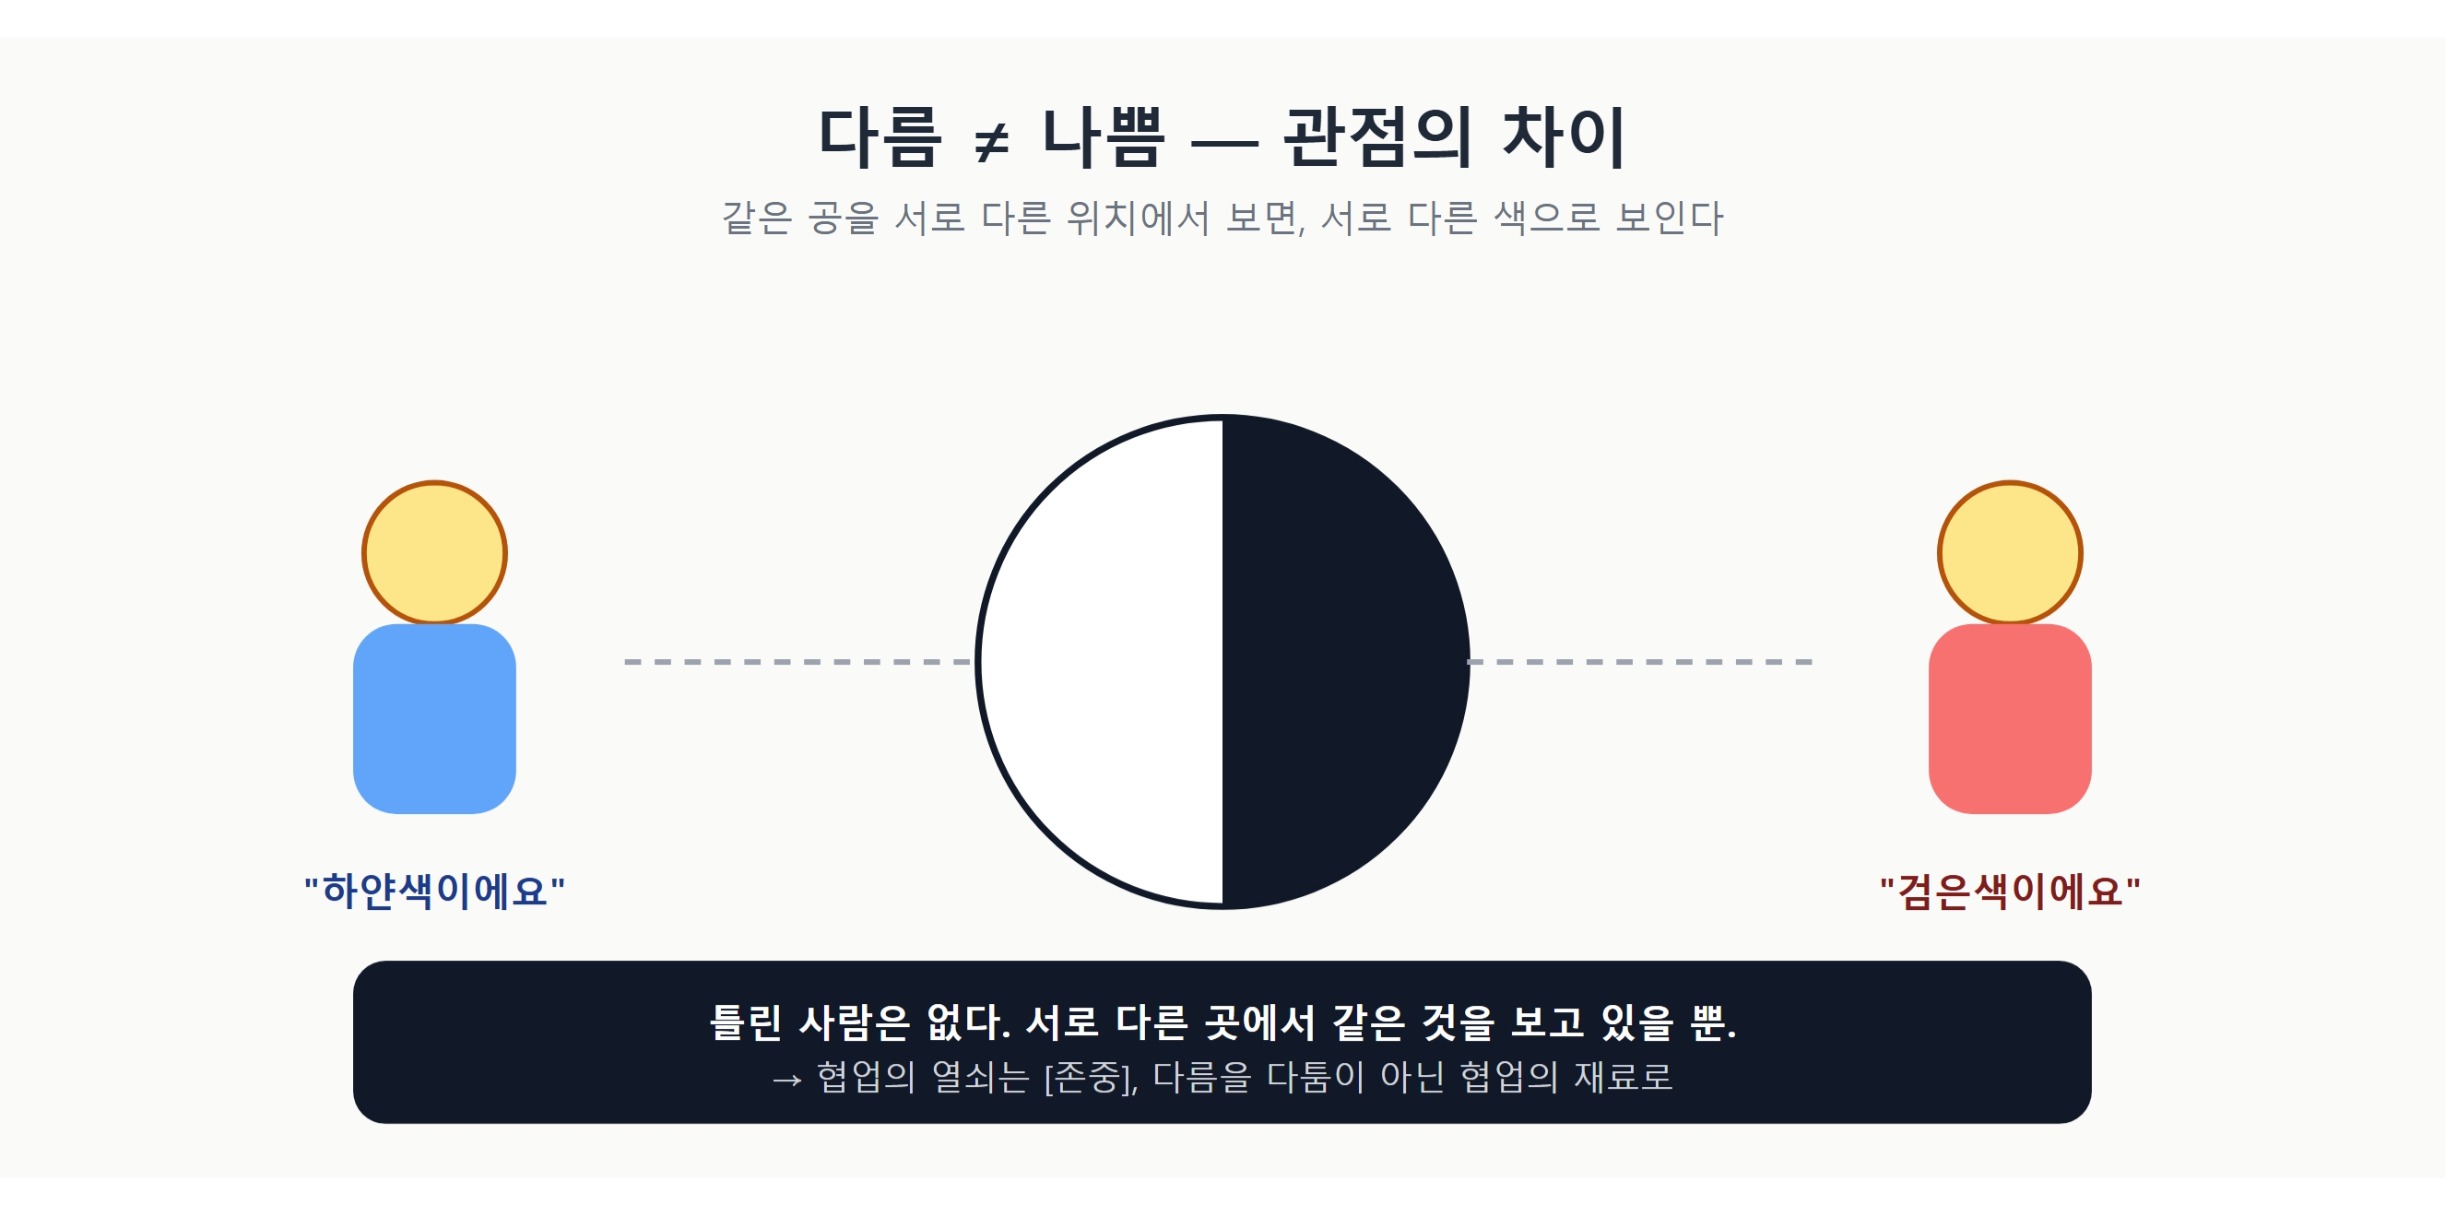 다름 ≠ 나쁨 — 관점의 차이
같은 공을 서로 다른 위치에서 보면, 서로 다른 색으로 보인다
"하얀색이에요"
"검은색이에요"
틀린 사람은 없다. 서로 다른 곳에서 같은 것을 보고 있을 뿐.
→ 협업의 열쇠는 [존중], 다름을 다툼이 아닌 협업의 재료로